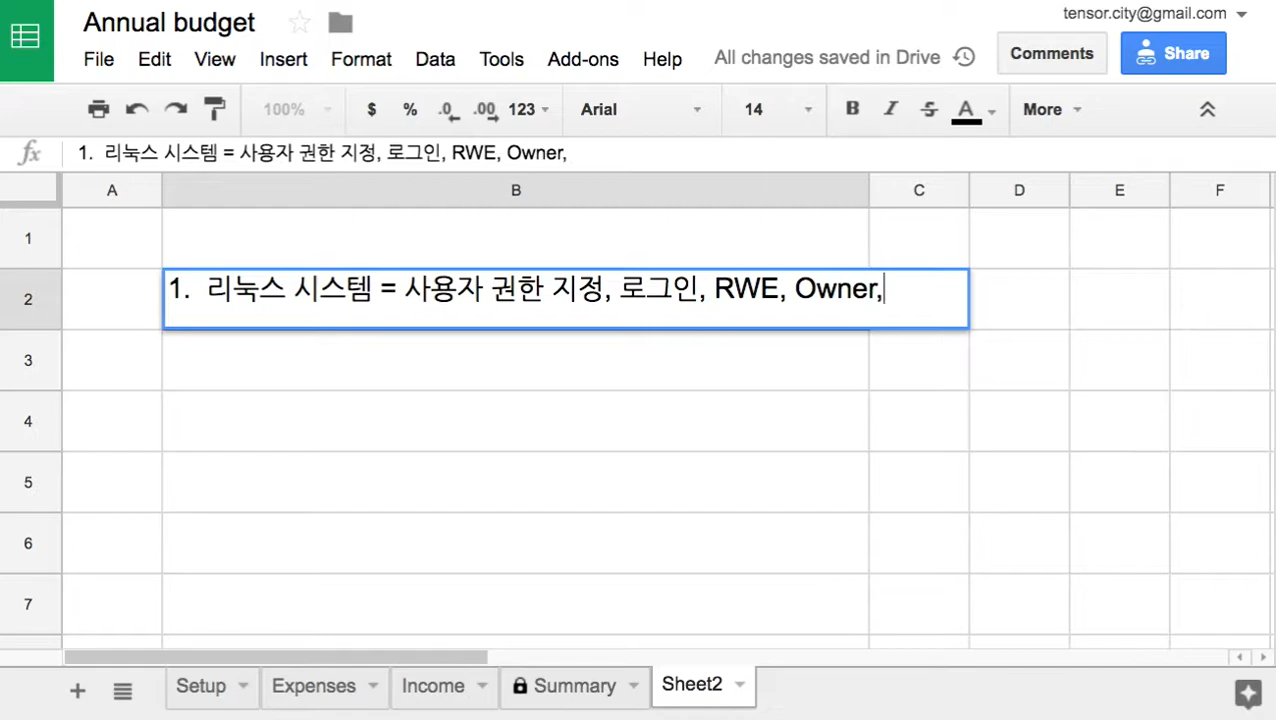 Annual budget
tensor.city@gmail.com
File Edit View Insert Format Data Tools Add-ons Help All changes saved in Drive Comments Share
100% $ % .0 .00 123 Arial 14 B I S A More
fx 1. 리눅스 시스템 = 사용자 권한 지정, 로그인, RWE, Owner,
A B C D E F
1
2 1. 리눅스 시스템 = 사용자 권한 지정, 로그인, RWE, Owner,
3
4
5
6
7
+ Setup Expenses Income Summary Sheet2